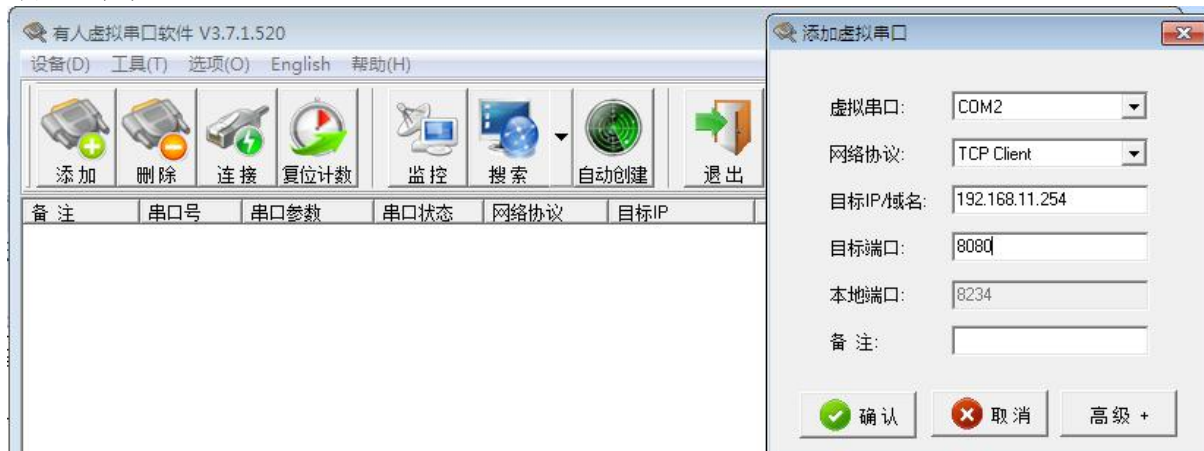 有人虚拟串口软件 V3.7.1.520
设备(D) 工具(T) 选项(O) English 帮助(H)
添加 删除 连接 复位计数 监控 搜索 自动创建 退出
备 注 串口号 串口参数 串口状态 网络协议 目标IP
添加虚拟串口
虚拟串口: COM2
网络协议: TCP Client
目标IP/域名: 192.168.11.254
目标端口: 8080
本地端口: 8234
备 注:
确认 取消 高级 +